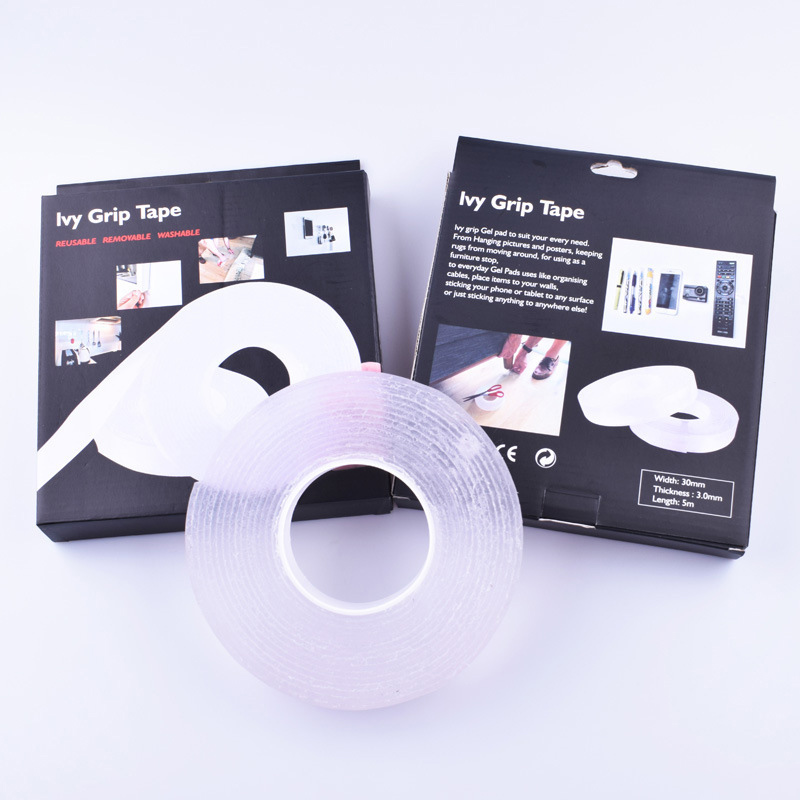 Ivy Grip Tape
REUSABLE REMOVABLE WASHABLE
Ivy Grip Tape
Ivy grip Gel pad to suit your every need.
From Hanging pictures and posters, keeping
rugs from moving around, for using as a
furniture stop,
to everyday Gel Pads uses like organising
cables, place items to your walls,
sticking your phone or tablet to any surface
or just sticking anything to anywhere else!
CE
Width: 30mm
Thickness : 3.0mm
Length: 5m